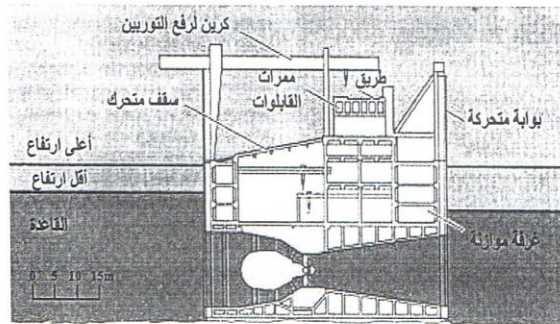 كرين لرفع التوربين
ممرات
القابلوات
طريق
سقف متحرك
بوابة متحركة
أعلى ارتفاع
أقل ارتفاع
القاعدة
غرفة موازنة
0 5 10 15m